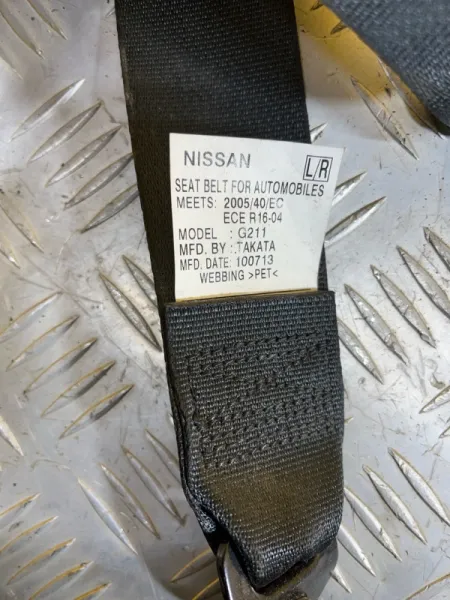 NISSAN L/R
SEAT BELT FOR AUTOMOBILES
MEETS: 2005/40/EC
ECE R16-04
MODEL : G211
MFD. BY : TAKATA
MFD. DATE: 100713
WEBBING >PET<